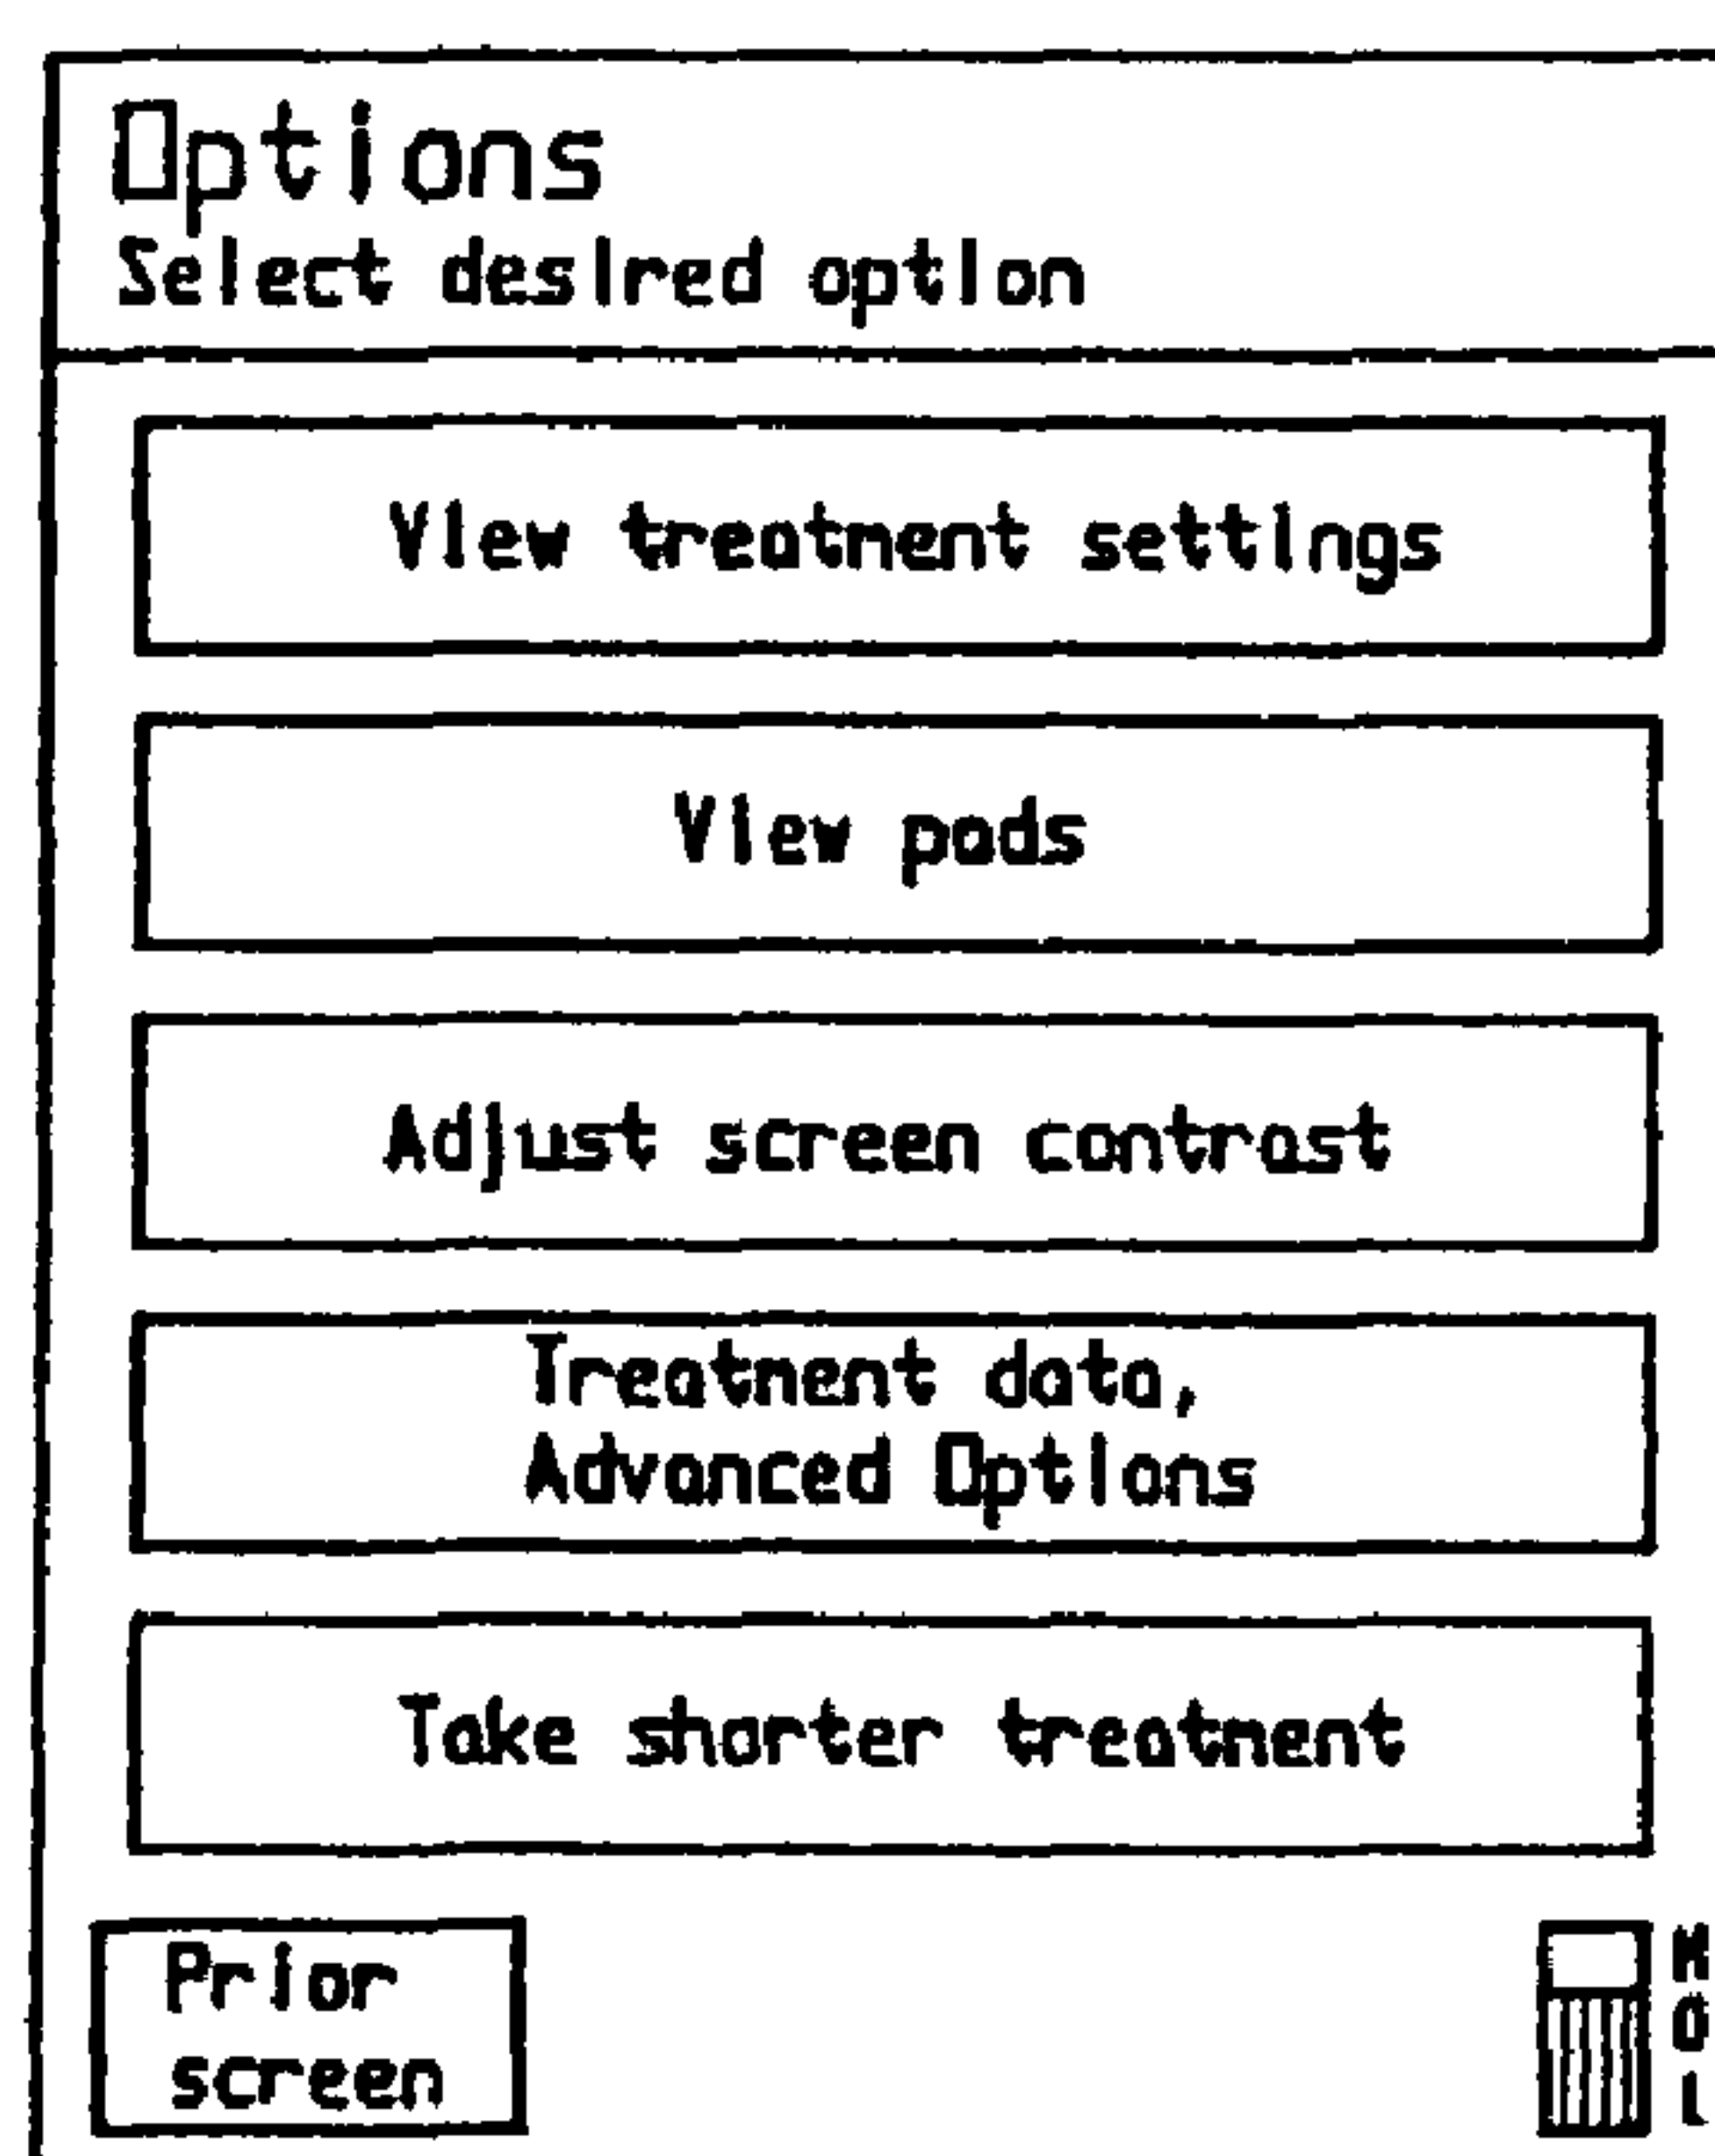 Options
Select desired option
View treatment settings
View pads
Adjust screen contrast
Treatment data,
Advanced Options
Take shorter treatment
Prior
screen